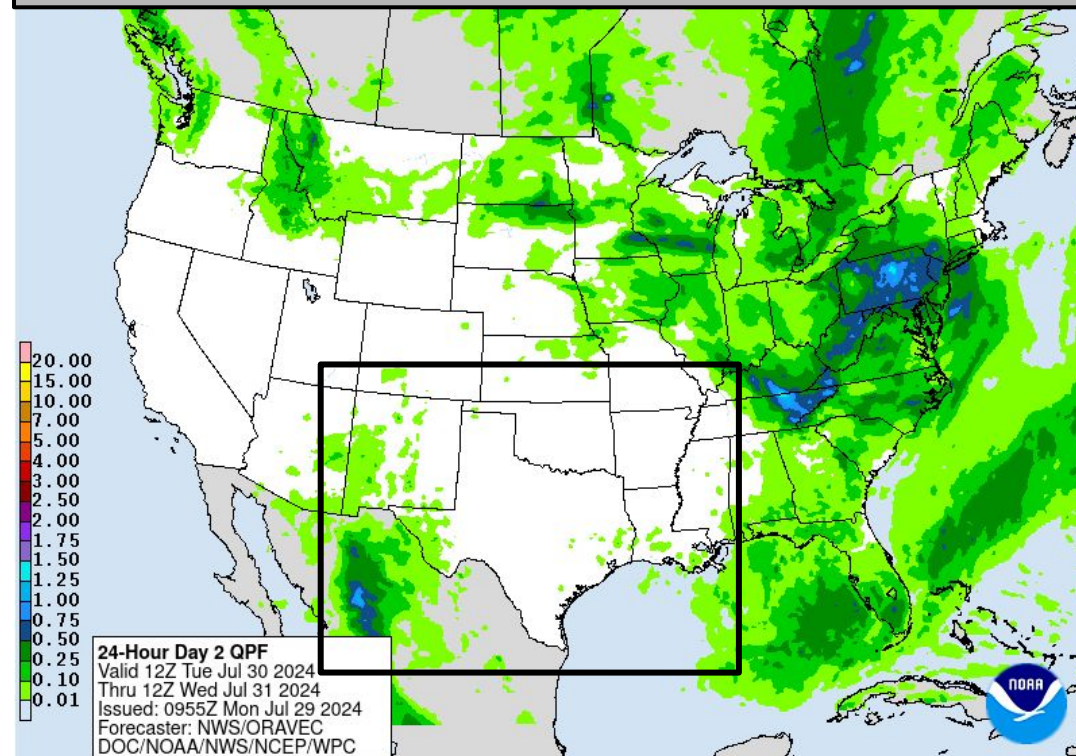 20.00
15.00
10.00
7.00
5.00
4.00
3.00
2.50
2.00
1.75
1.50
1.25
1.00
0.75
0.50
0.25
0.10
0.01
24-Hour Day 2 QPF
Valid 12Z Tue Jul 30 2024
Thru 12Z Wed Jul 31 2024
Issued: 0955Z Mon Jul 29 2024
Forecaster: NWS/ORAVEC
DOC/NOAA/NWS/NCEP/WPC
NOAA